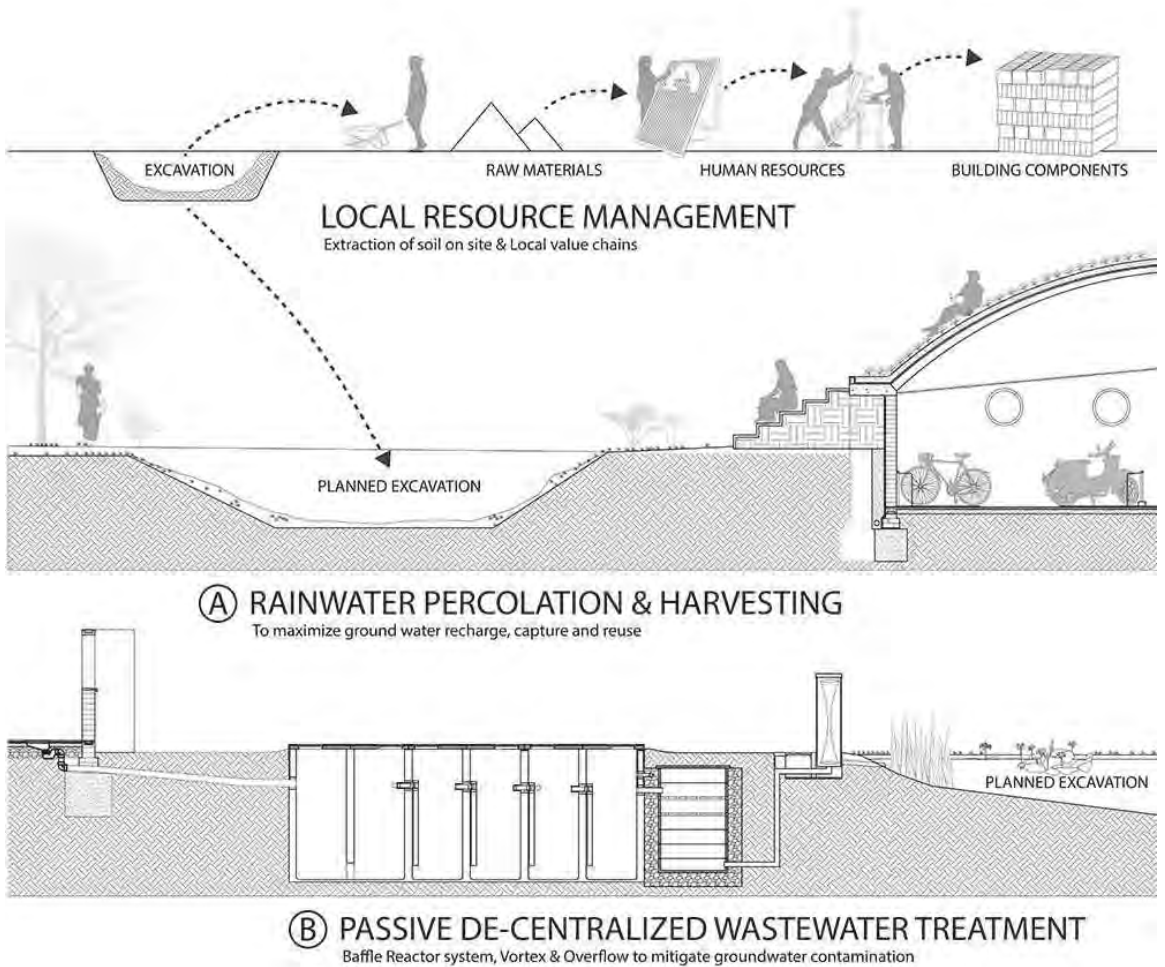 EXCAVATION
RAW MATERIALS
HUMAN RESOURCES
BUILDING COMPONENTS
LOCAL RESOURCE MANAGEMENT
Extraction of soil on site & Local value chains
PLANNED EXCAVATION
A RAINWATER PERCOLATION & HARVESTING
To maximize ground water recharge, capture and reuse
PLANNED EXCAVATION
B PASSIVE DE-CENTRALIZED WASTEWATER TREATMENT
Baffle Reactor system, Vortex & Overflow to mitigate groundwater contamination